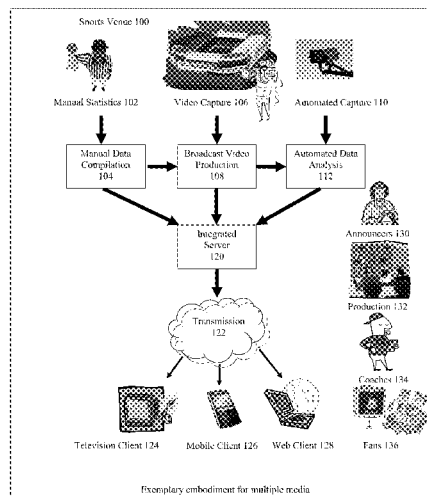 Sports Venue 100
Manual Statistics 102
Video Capture 106
Automated Capture 110
Manual Data
Compilation
104
Broadcast Video
Production
108
Automated Data
Analysis
112
Integrated
Server
120
Announcers 130
Production 132
Transmission
122
Coaches 134
Television Client 124
Mobile Client 126
Web Client 128
Fans 136
Exemplary embodiment for multiple media